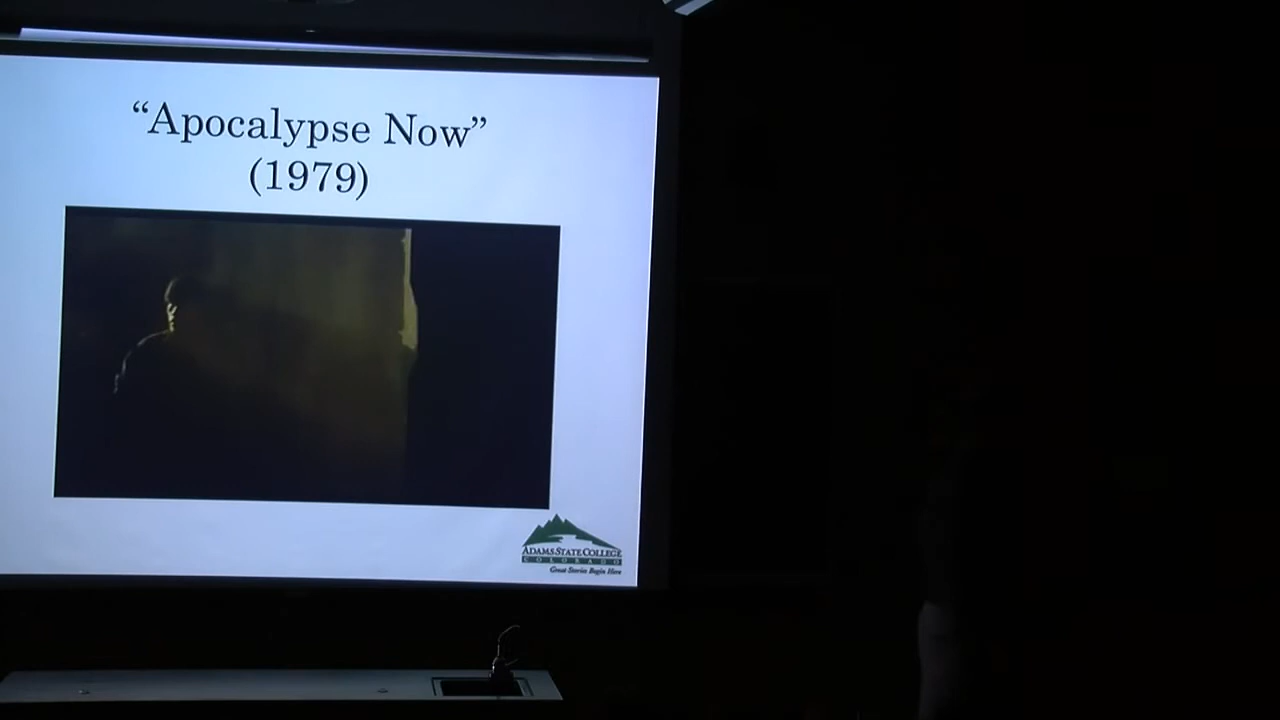 “Apocalypse Now”
(1979)
ADAMS STATE COLLEGE
COLORADO
Great Stories Begin Here